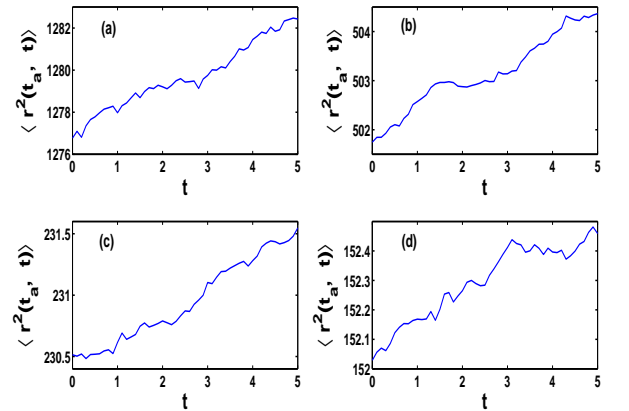 (a)
⟨ r²(tₐ, t)⟩
1282
1280
1278
1276
0 1 2 3 4 5
t
(b)
⟨ r²(tₐ, t)⟩
504
503
502
0 1 2 3 4 5
t
(c)
⟨ r²(tₐ, t)⟩
231.5
231
230.5
0 1 2 3 4 5
t
(d)
⟨ r²(tₐ, t)⟩
152.4
152.3
152.2
152.1
152
0 1 2 3 4 5
t